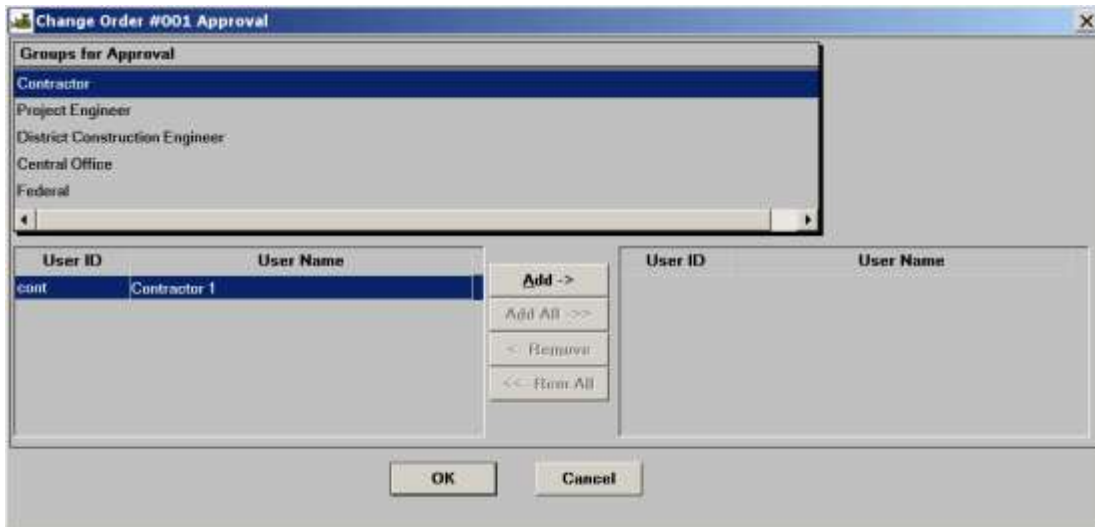 Change Order #001 Approval
Groups for Approval
Contractor
Project Engineer
District Construction Engineer
Central Office
Federal
User ID User Name
cont Contractor 1
Add ->
Add All ->>
<- Remove
<<- Rem All
User ID User Name
OK Cancel